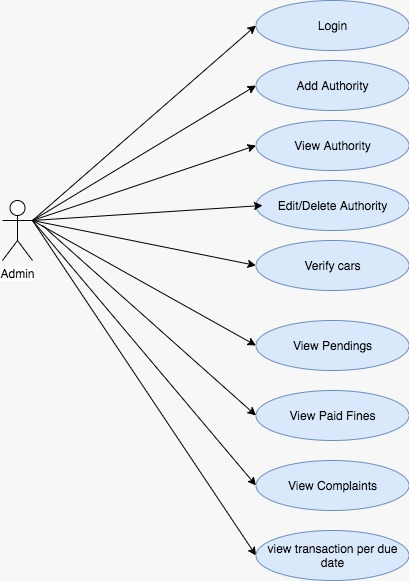 Login
Add Authority
View Authority
Edit/Delete Authority
Admin
Verify cars
View Pendings
View Paid Fines
View Complaints
view transaction per due
date